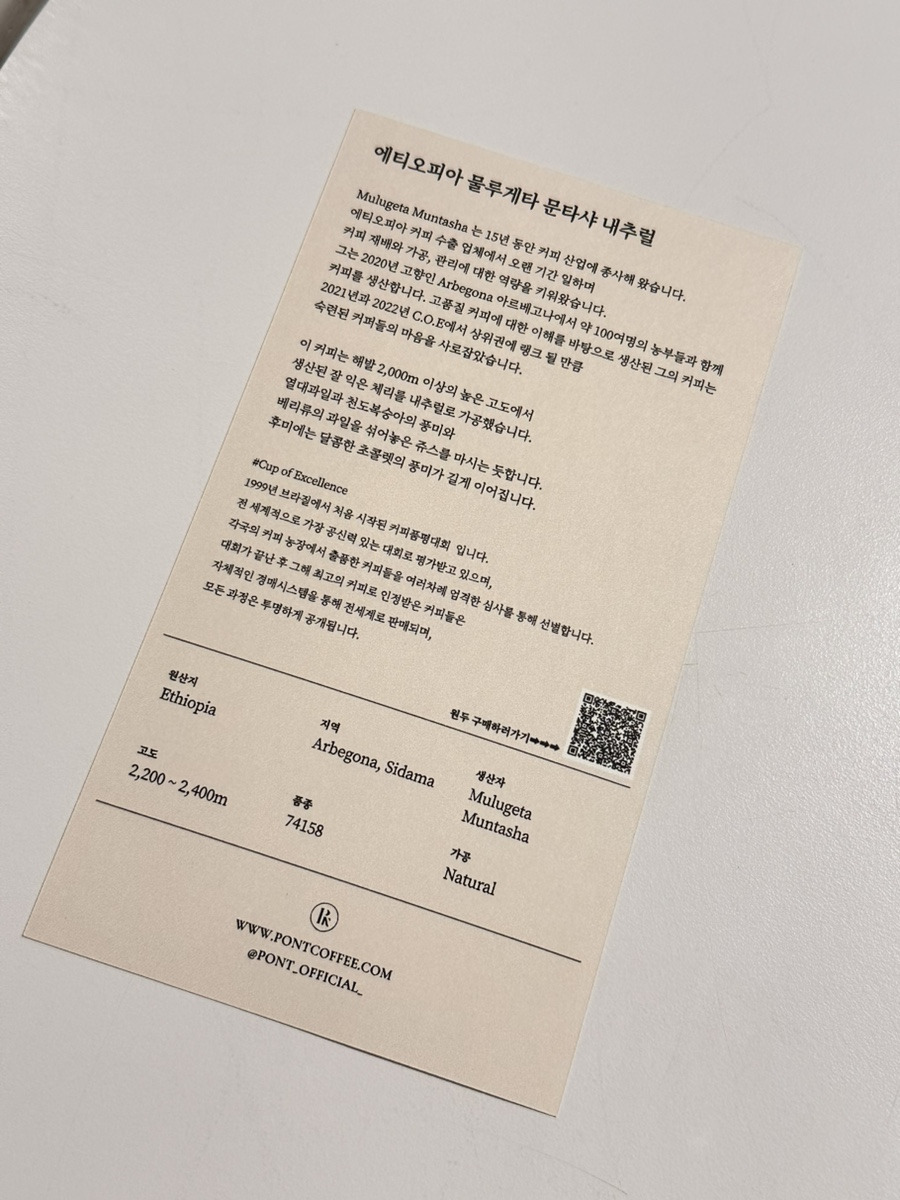 에티오피아 물루게타 문타샤 내추럴
Mulugeta Muntasha 는 15년 동안 커피 산업에 종사해 왔습니다.
에티오피아 커피 수출 업체에서 오랜 기간 일하며
커피 재배와 가공, 관리에 대한 역량을 키워왔습니다.
그는 2020년 고향인 Arbegona 아르베고나에서 약 100여명의 농부들과 함께
커피를 생산합니다. 고품질 커피에 대한 이해를 바탕으로 생산된 그의 커피는
2021년과 2022년 C.O.E에서 상위권에 랭크 될 만큼
숙련된 커퍼들의 마음을 사로잡았습니다.
이 커피는 해발 2,000m 이상의 높은 고도에서
생산된 잘 익은 체리를 내추럴로 가공했습니다.
열대과일과 천도복숭아의 풍미와
베리류의 과일을 섞어놓은 쥬스를 마시는 듯합니다.
후미에는 달콤한 초콜렛의 풍미가 길게 이어집니다.
#Cup of Excellence
1999년 브라질에서 처음 시작된 커피품평대회 입니다.
전 세계적으로 가장 공신력 있는 대회로 평가받고 있으며,
각국의 커피 농장에서 출품한 커피들을 여러차례 엄격한 심사를 통해 선별합니다.
대회가 끝난 후 그해 최고의 커피로 인정받은 커피들은
자체적인 경매시스템을 통해 전세계로 판매되며,
모든 과정은 투명하게 공개됩니다.
원두 구매하러가기➡➡➡
원산지
Ethiopia
지역
Arbegona, Sidama
생산자
Mulugeta
Muntasha
고도
2,200 ~ 2,400m
품종
74158
가공
Natural
PK
WWW.PONTCOFFEE.COM
@PONT_OFFICIAL_